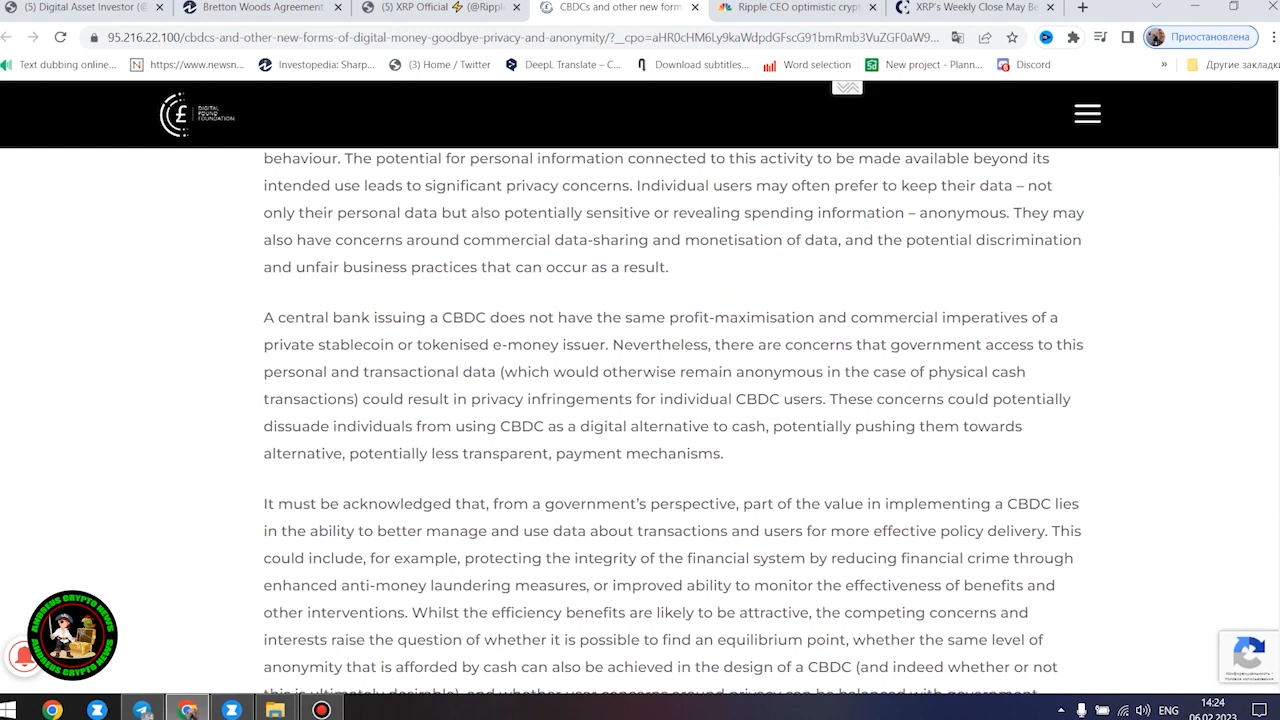 (5) Digital Asset Investor (@
Bretton Woods Agreement
(5) XRP Official ⚡ (@Ripple
CBDCs and other new form
Ripple CEO optimistic crypt
XRP's Weekly Close May Be
95.216.22.100/cbdcs-and-other-new-forms-of-digital-money-goodbye-privacy-and-anonymity/?__cpo=aHR0cHM6Ly9kaWdpdGFscG91bmRmb3VuZGF0aW9...
Приостановлена
Text dubbing online...
https://www.newsn...
Investopedia: Sharp...
(3) Home / Twitter
DeepL Translate – C...
Download subtitles...
Word selection
New project - Plann...
Discord
»
Другие закладки
DIGITAL
POUND
FOUNDATION
behaviour. The potential for personal information connected to this activity to be made available beyond its
intended use leads to significant privacy concerns. Individual users may often prefer to keep their data – not
only their personal data but also potentially sensitive or revealing spending information – anonymous. They may
also have concerns around commercial data-sharing and monetisation of data, and the potential discrimination
and unfair business practices that can occur as a result.
A central bank issuing a CBDC does not have the same profit-maximisation and commercial imperatives of a
private stablecoin or tokenised e-money issuer. Nevertheless, there are concerns that government access to this
personal and transactional data (which would otherwise remain anonymous in the case of physical cash
transactions) could result in privacy infringements for individual CBDC users. These concerns could potentially
dissuade individuals from using CBDC as a digital alternative to cash, potentially pushing them towards
alternative, potentially less transparent, payment mechanisms.
It must be acknowledged that, from a government's perspective, part of the value in implementing a CBDC lies
in the ability to better manage and use data about transactions and users for more effective policy delivery. This
could include, for example, protecting the integrity of the financial system by reducing financial crime through
enhanced anti-money laundering measures, or improved ability to monitor the effectiveness of benefits and
other interventions. Whilst the efficiency benefits are likely to be attractive, the competing concerns and
interests raise the question of whether it is possible to find an equilibrium point, whether the same level of
anonymity that is afforded by cash can also be achieved in the design of a CBDC (and indeed whether or not
ANDREUS CRYPTO NEWS
ANDREUS CRYPTO NEWS
Конфиденциальность -
Условия использования
ENG
14:24
06.02.2023